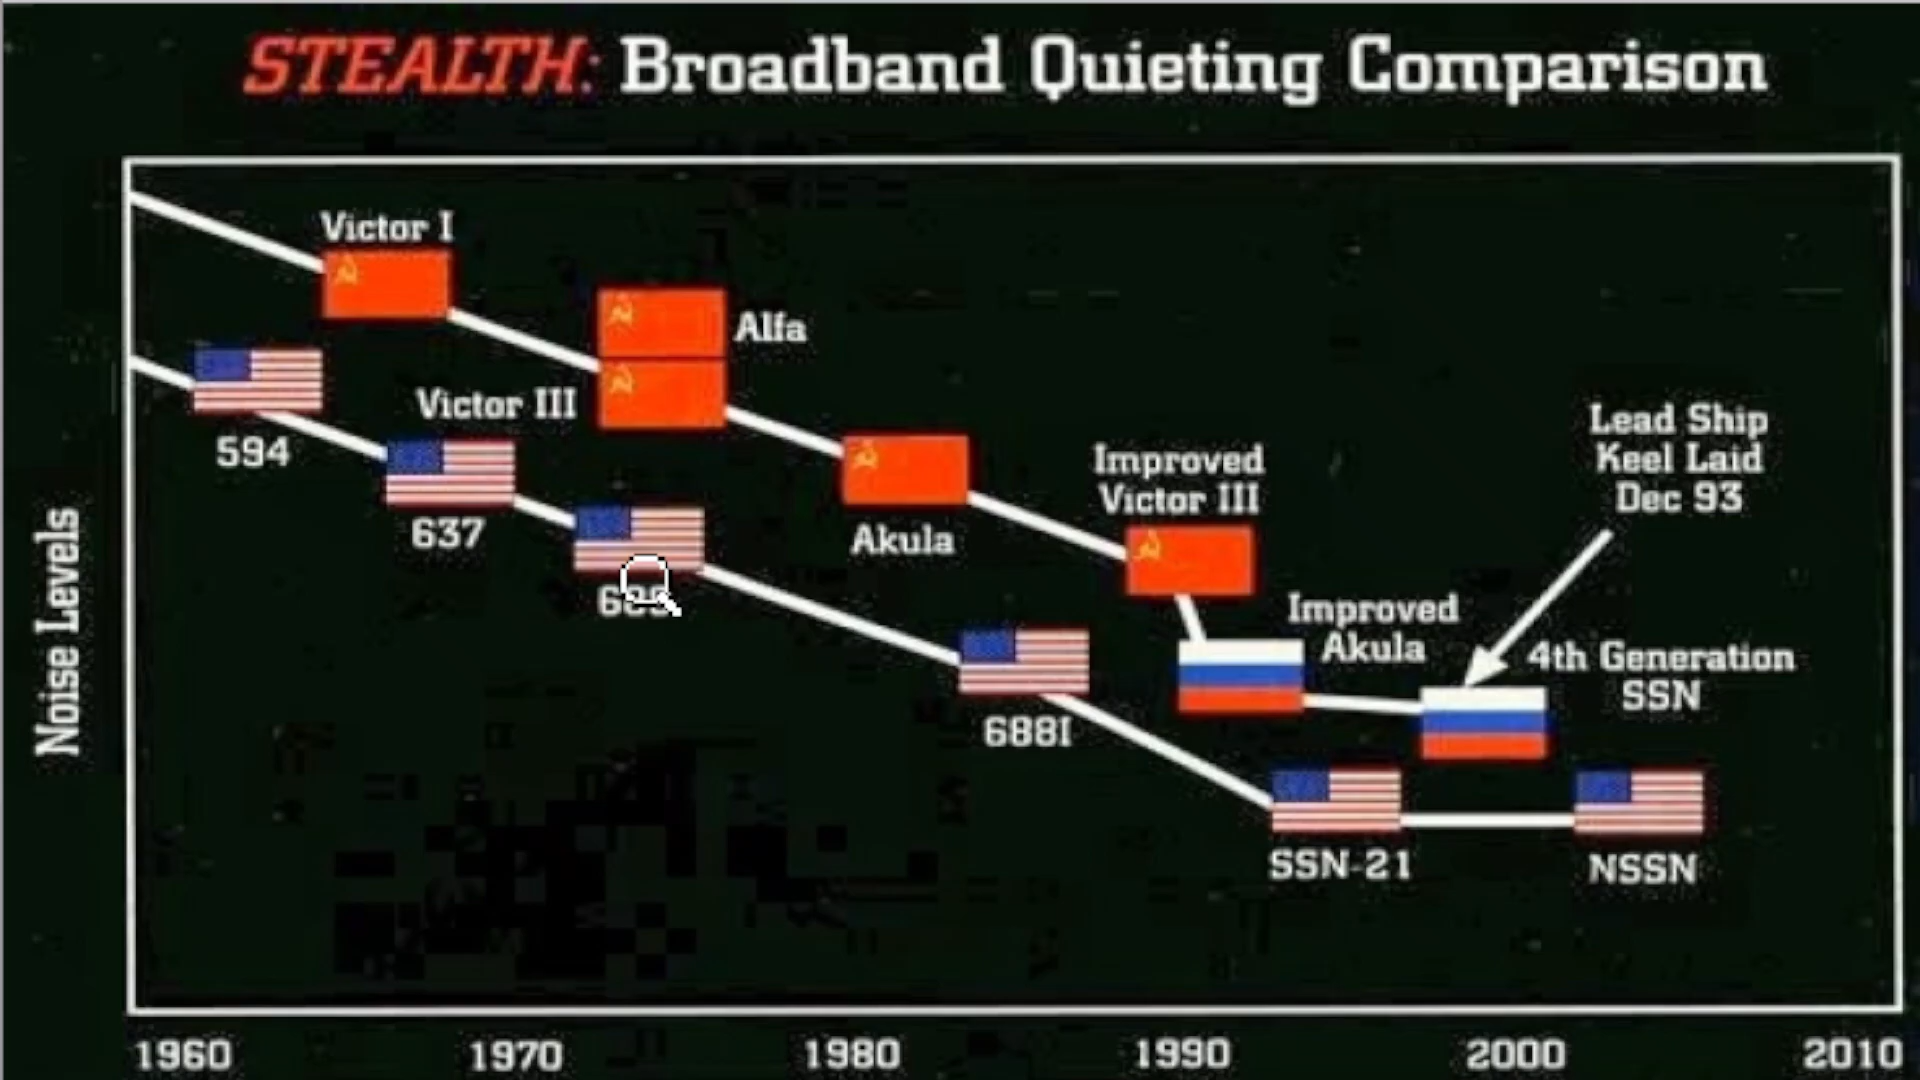 STEALTH: Broadband Quieting Comparison
Victor I
Alfa
Victor III
594
637
Akula
Improved
Victor III
Lead Ship
Keel Laid
Dec 93
Improved
Akula
4th Generation
SSN
688I
SSN-21
NSSN
Noise Levels
1960
1970
1980
1990
2000
2010